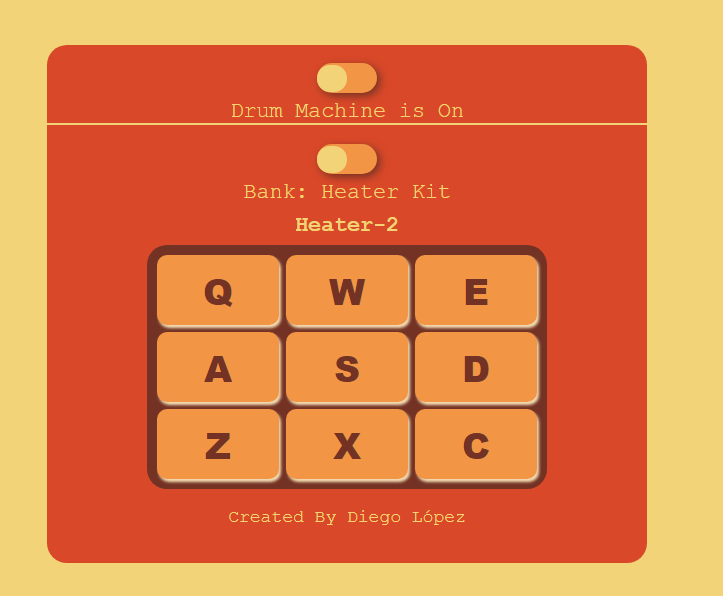 Drum Machine is On
Bank: Heater Kit
Heater-2
Q W E
A S D
Z X C
Created By Diego López